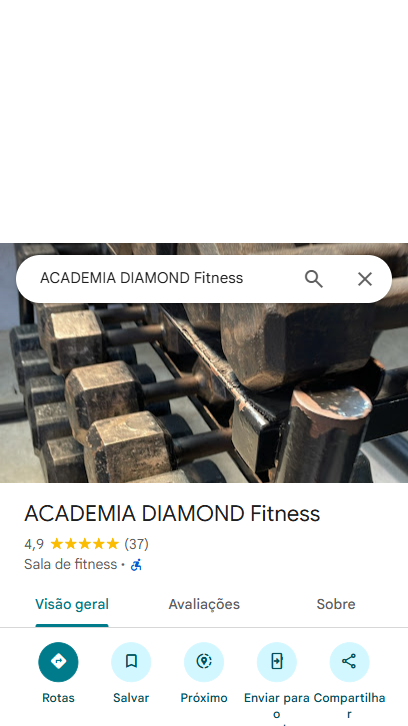 ACADEMIA DIAMOND Fitness
ACADEMIA DIAMOND Fitness
4,9 (37)
Sala de fitness ·
Visão geral Avaliações Sobre
Rotas Salvar Próximo Enviar para o Compartilhar